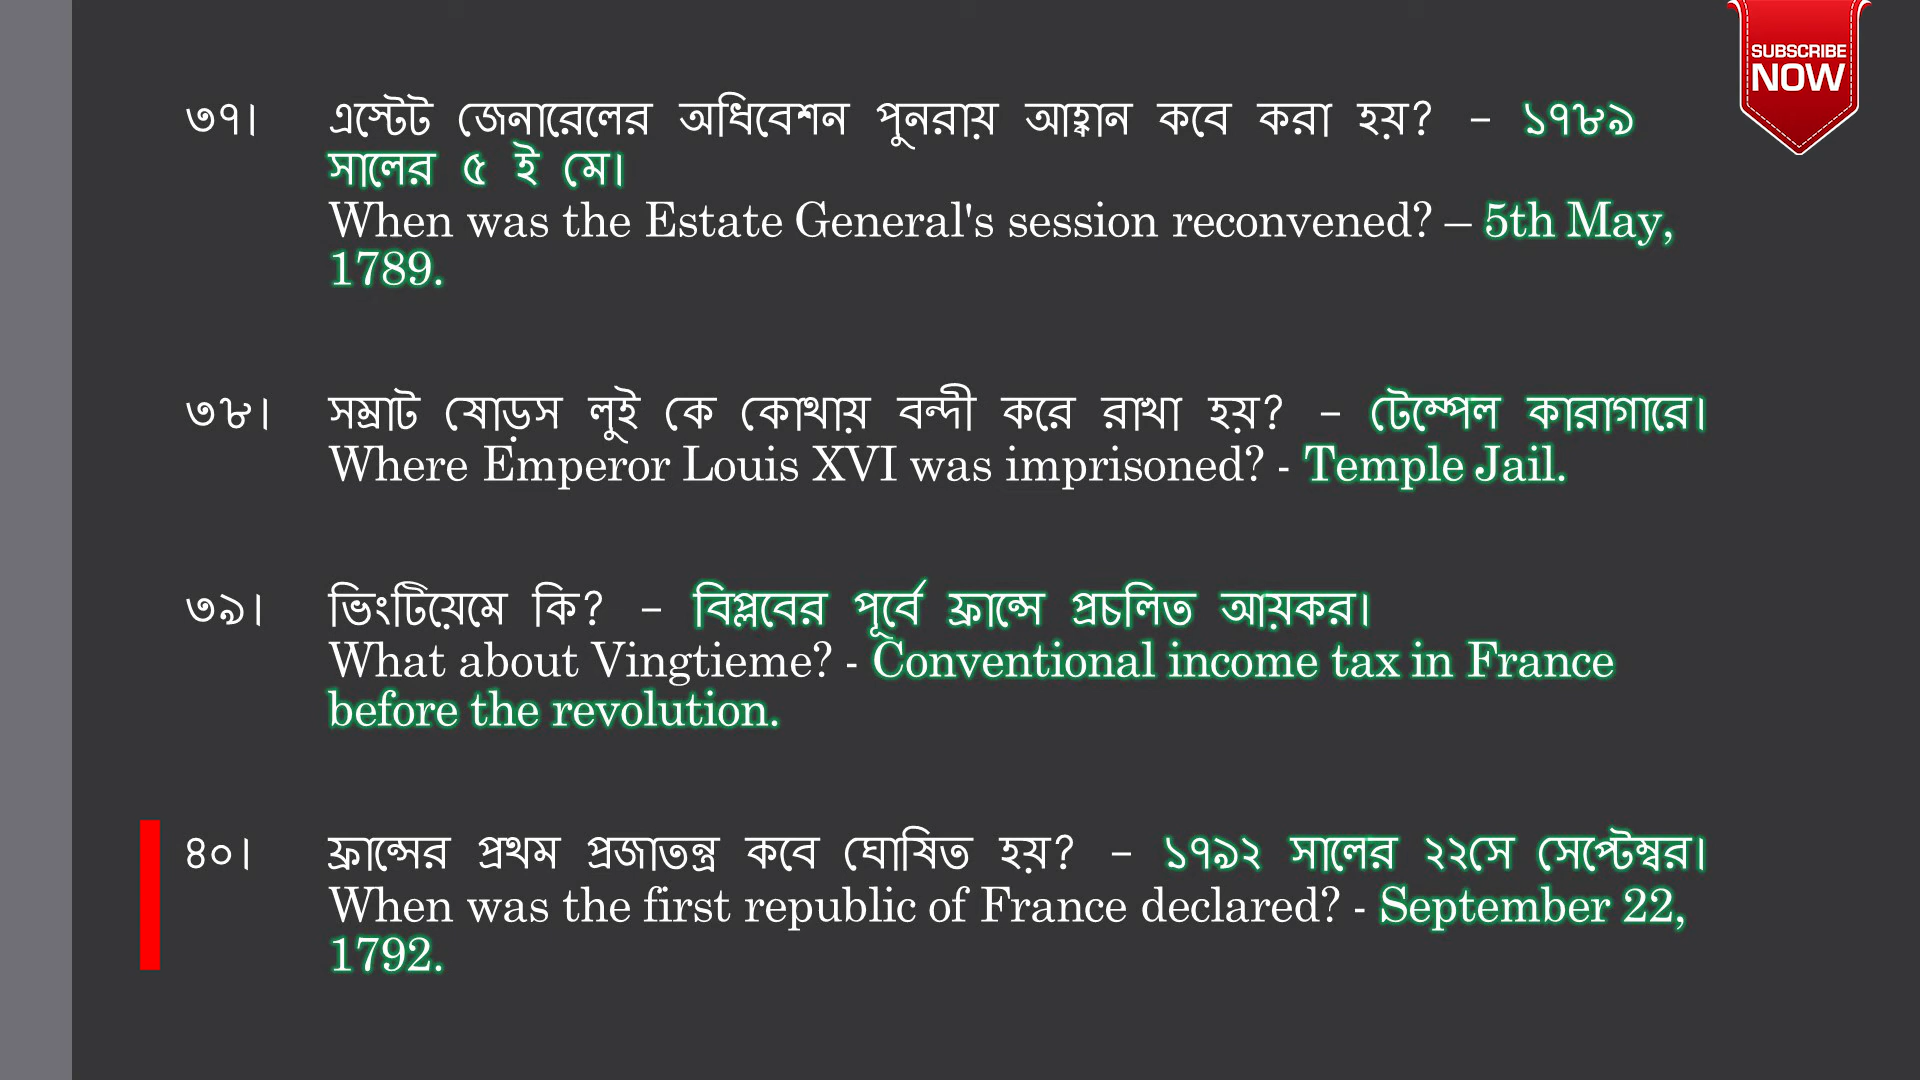 SUBSCRIBE
NOW
৩৭। এস্টেট জেনারেলের অধিবেশন পুনরায় আহ্বান কবে করা হয়? – ১৭৮৯
সালের ৫ ই মে।
When was the Estate General's session reconvened? – 5th May,
1789.
৩৮। সম্রাট ষোড়স লুই কে কোথায় বন্দী করে রাখা হয়? – টেম্পেল কারাগারে।
Where Emperor Louis XVI was imprisoned? - Temple Jail.
৩৯। ভিংটিয়েমে কি? – বিপ্লবের পূর্বে ফ্রান্সে প্রচলিত আয়কর।
What about Vingtieme? - Conventional income tax in France
before the revolution.
৪০। ফ্রান্সের প্রথম প্রজাতন্ত্র কবে ঘোষিত হয়? – ১৭৯২ সালের ২২সে সেপ্টেম্বর।
When was the first republic of France declared? - September 22,
1792.